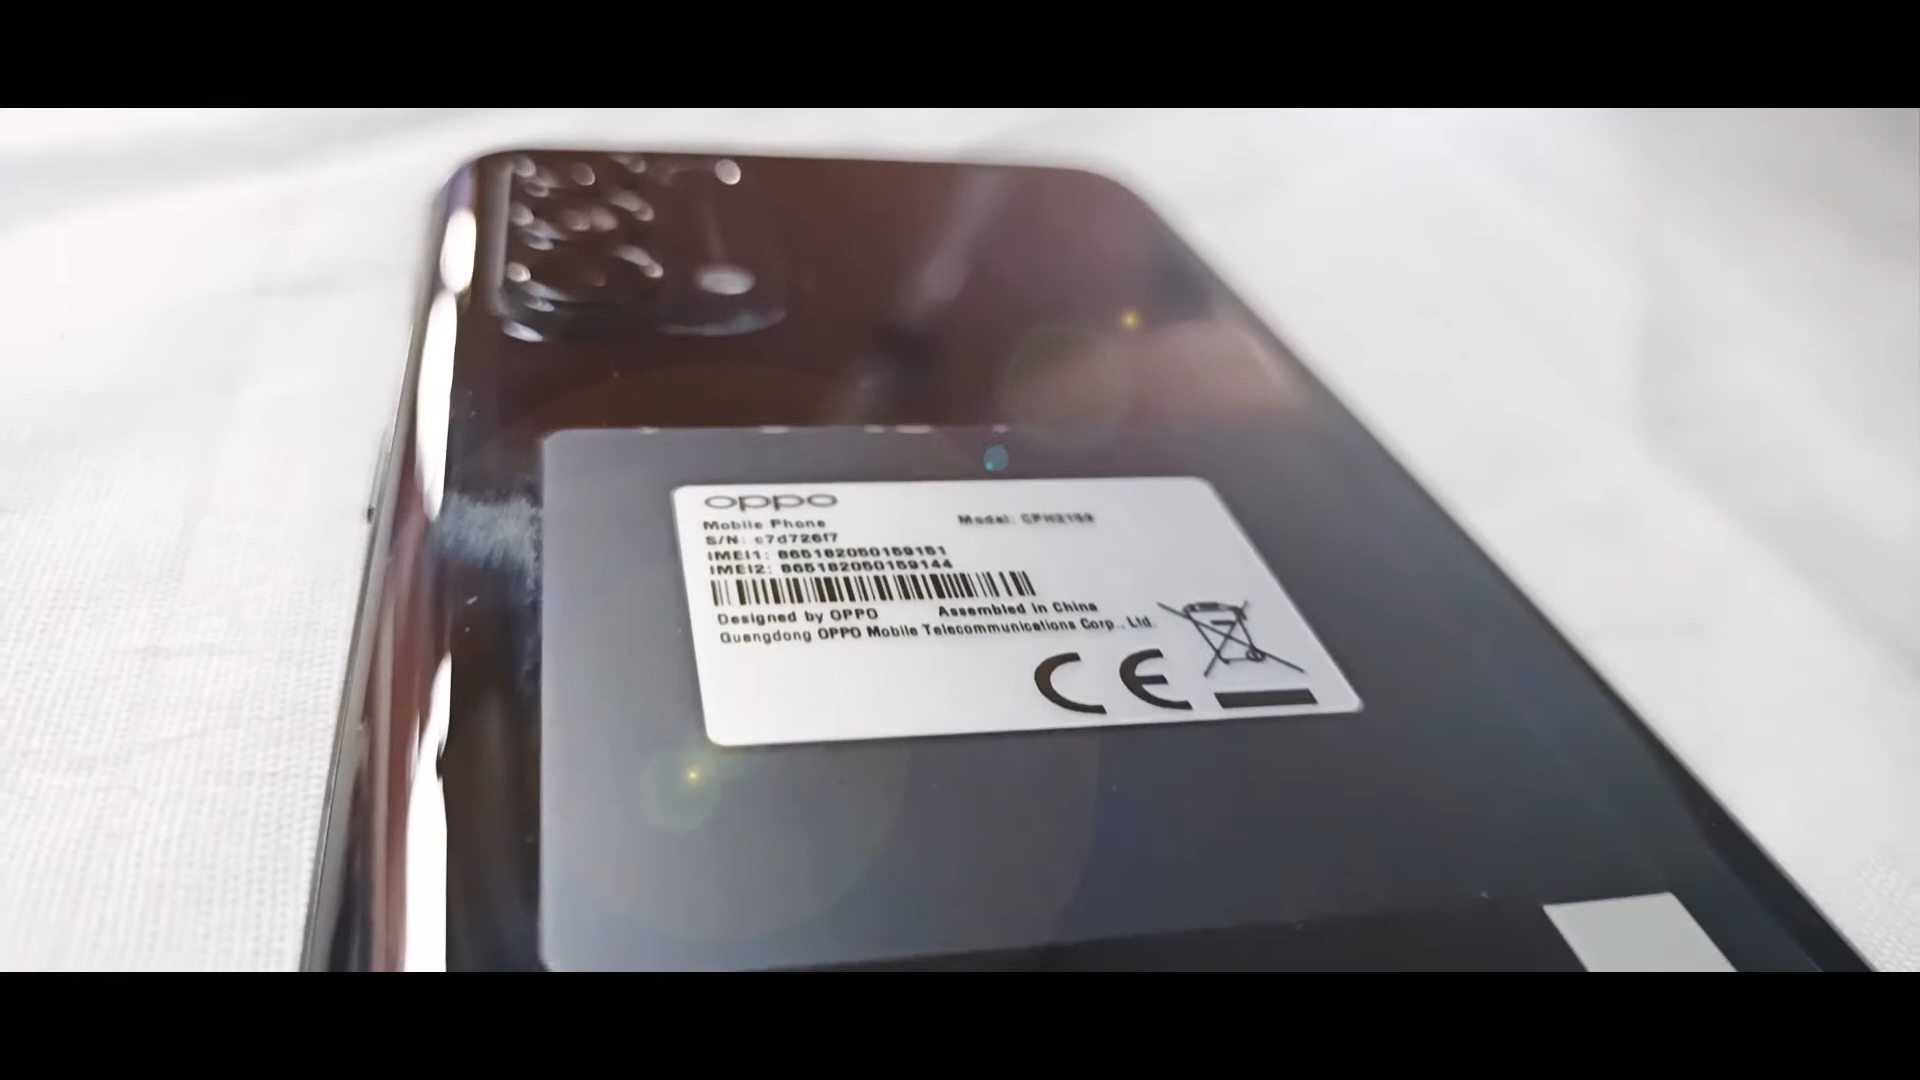 oppo
Mobile Phone Model: CPH2159
S/N: c7d726f7
IMEI1: 865182050159151
IMEI2: 865182050159144
Designed by OPPO Assembled in China
Guangdong OPPO Mobile Telecommunications Corp., Ltd.
CE